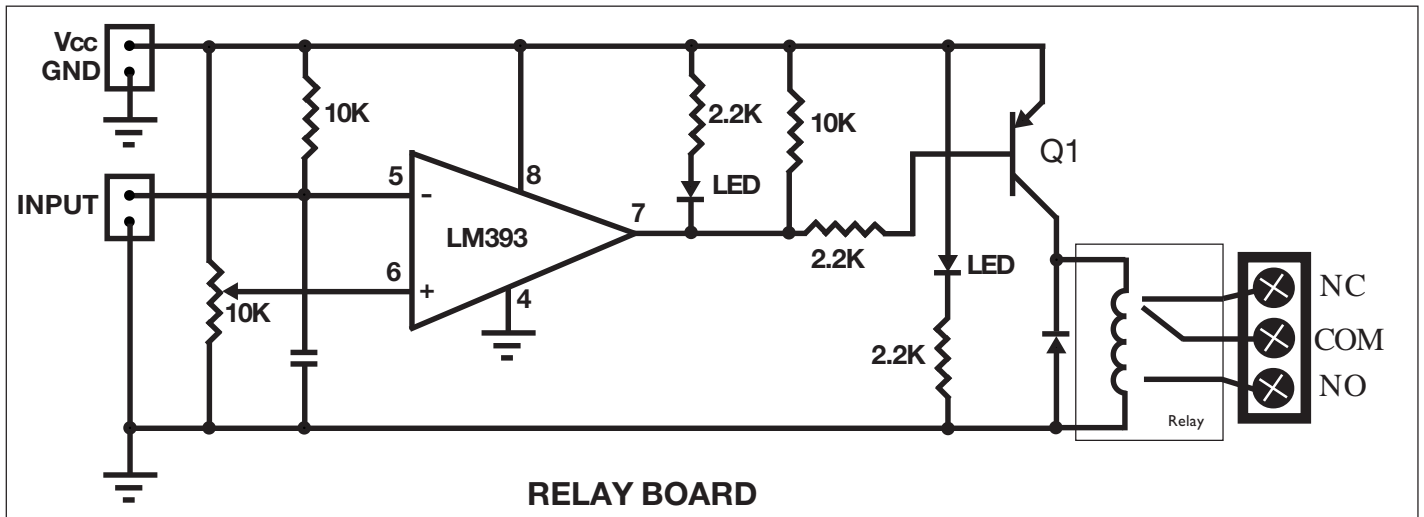 Vcc
GND
10K
2.2K
10K
Q1
INPUT
5
-
8
LED
7
LM393
2.2K
6
+
4
10K
LED
2.2K
NC
COM
NO
Relay
RELAY BOARD